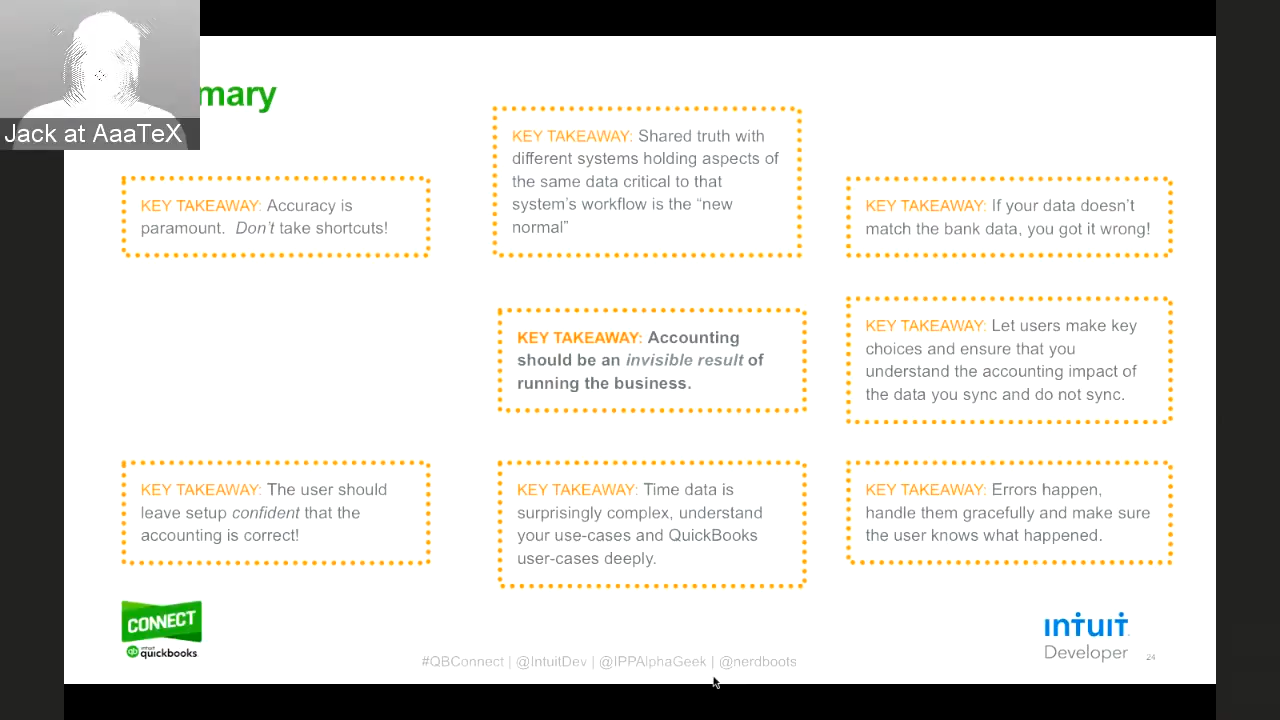 mary
Jack at AaaTeX
KEY TAKEAWAY: Accuracy is
paramount. Don't take shortcuts!
KEY TAKEAWAY: Shared truth with
different systems holding aspects of
the same data critical to that
system's workflow is the “new
normal”
KEY TAKEAWAY: If your data doesn't
match the bank data, you got it wrong!
KEY TAKEAWAY: Accounting
should be an invisible result of
running the business.
KEY TAKEAWAY: Let users make key
choices and ensure that you
understand the accounting impact of
the data you sync and do not sync.
KEY TAKEAWAY: The user should
leave setup confident that the
accounting is correct!
KEY TAKEAWAY: Time data is
surprisingly complex, understand
your use-cases and QuickBooks
user-cases deeply.
KEY TAKEAWAY: Errors happen,
handle them gracefully and make sure
the user knows what happened.
CONNECT
qb intuit
quickbooks
#QBConnect | @IntuitDev | @IPPAlphaGeek | @nerdboots
intuit
Developer
24